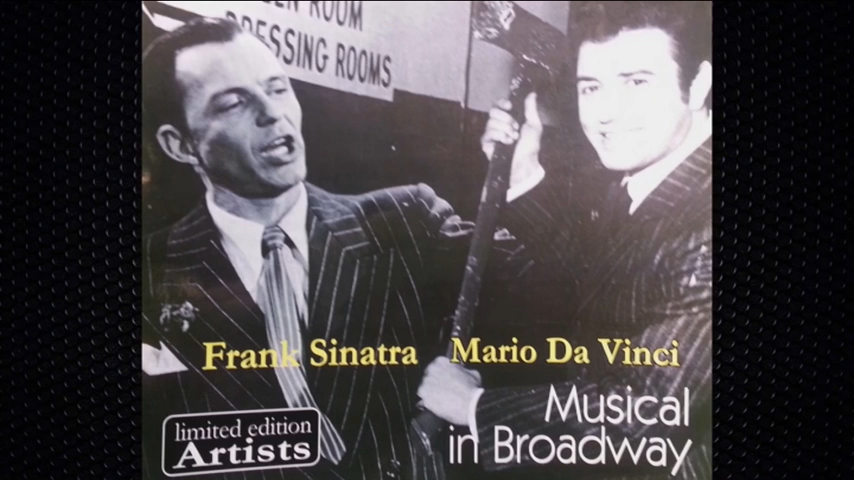 ROOM
DRESSING ROOMS
Frank Sinatra Mario Da Vinci
Musical
in Broadway
limited edition
Artists